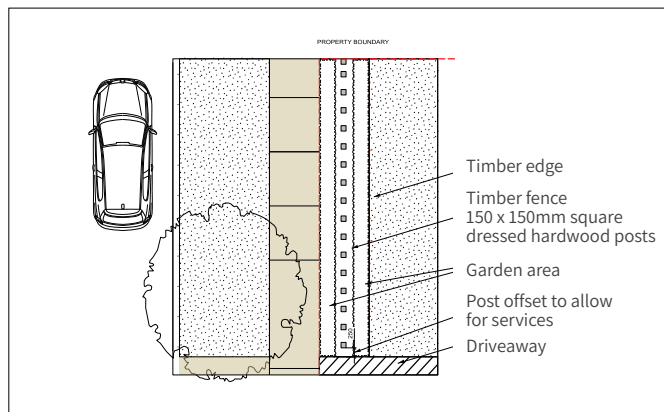 PROPERTY BOUNDARY
Timber edge
Timber fence
150 x 150mm square
dressed hardwood posts
Garden area
Post offset to allow
for services
Driveaway